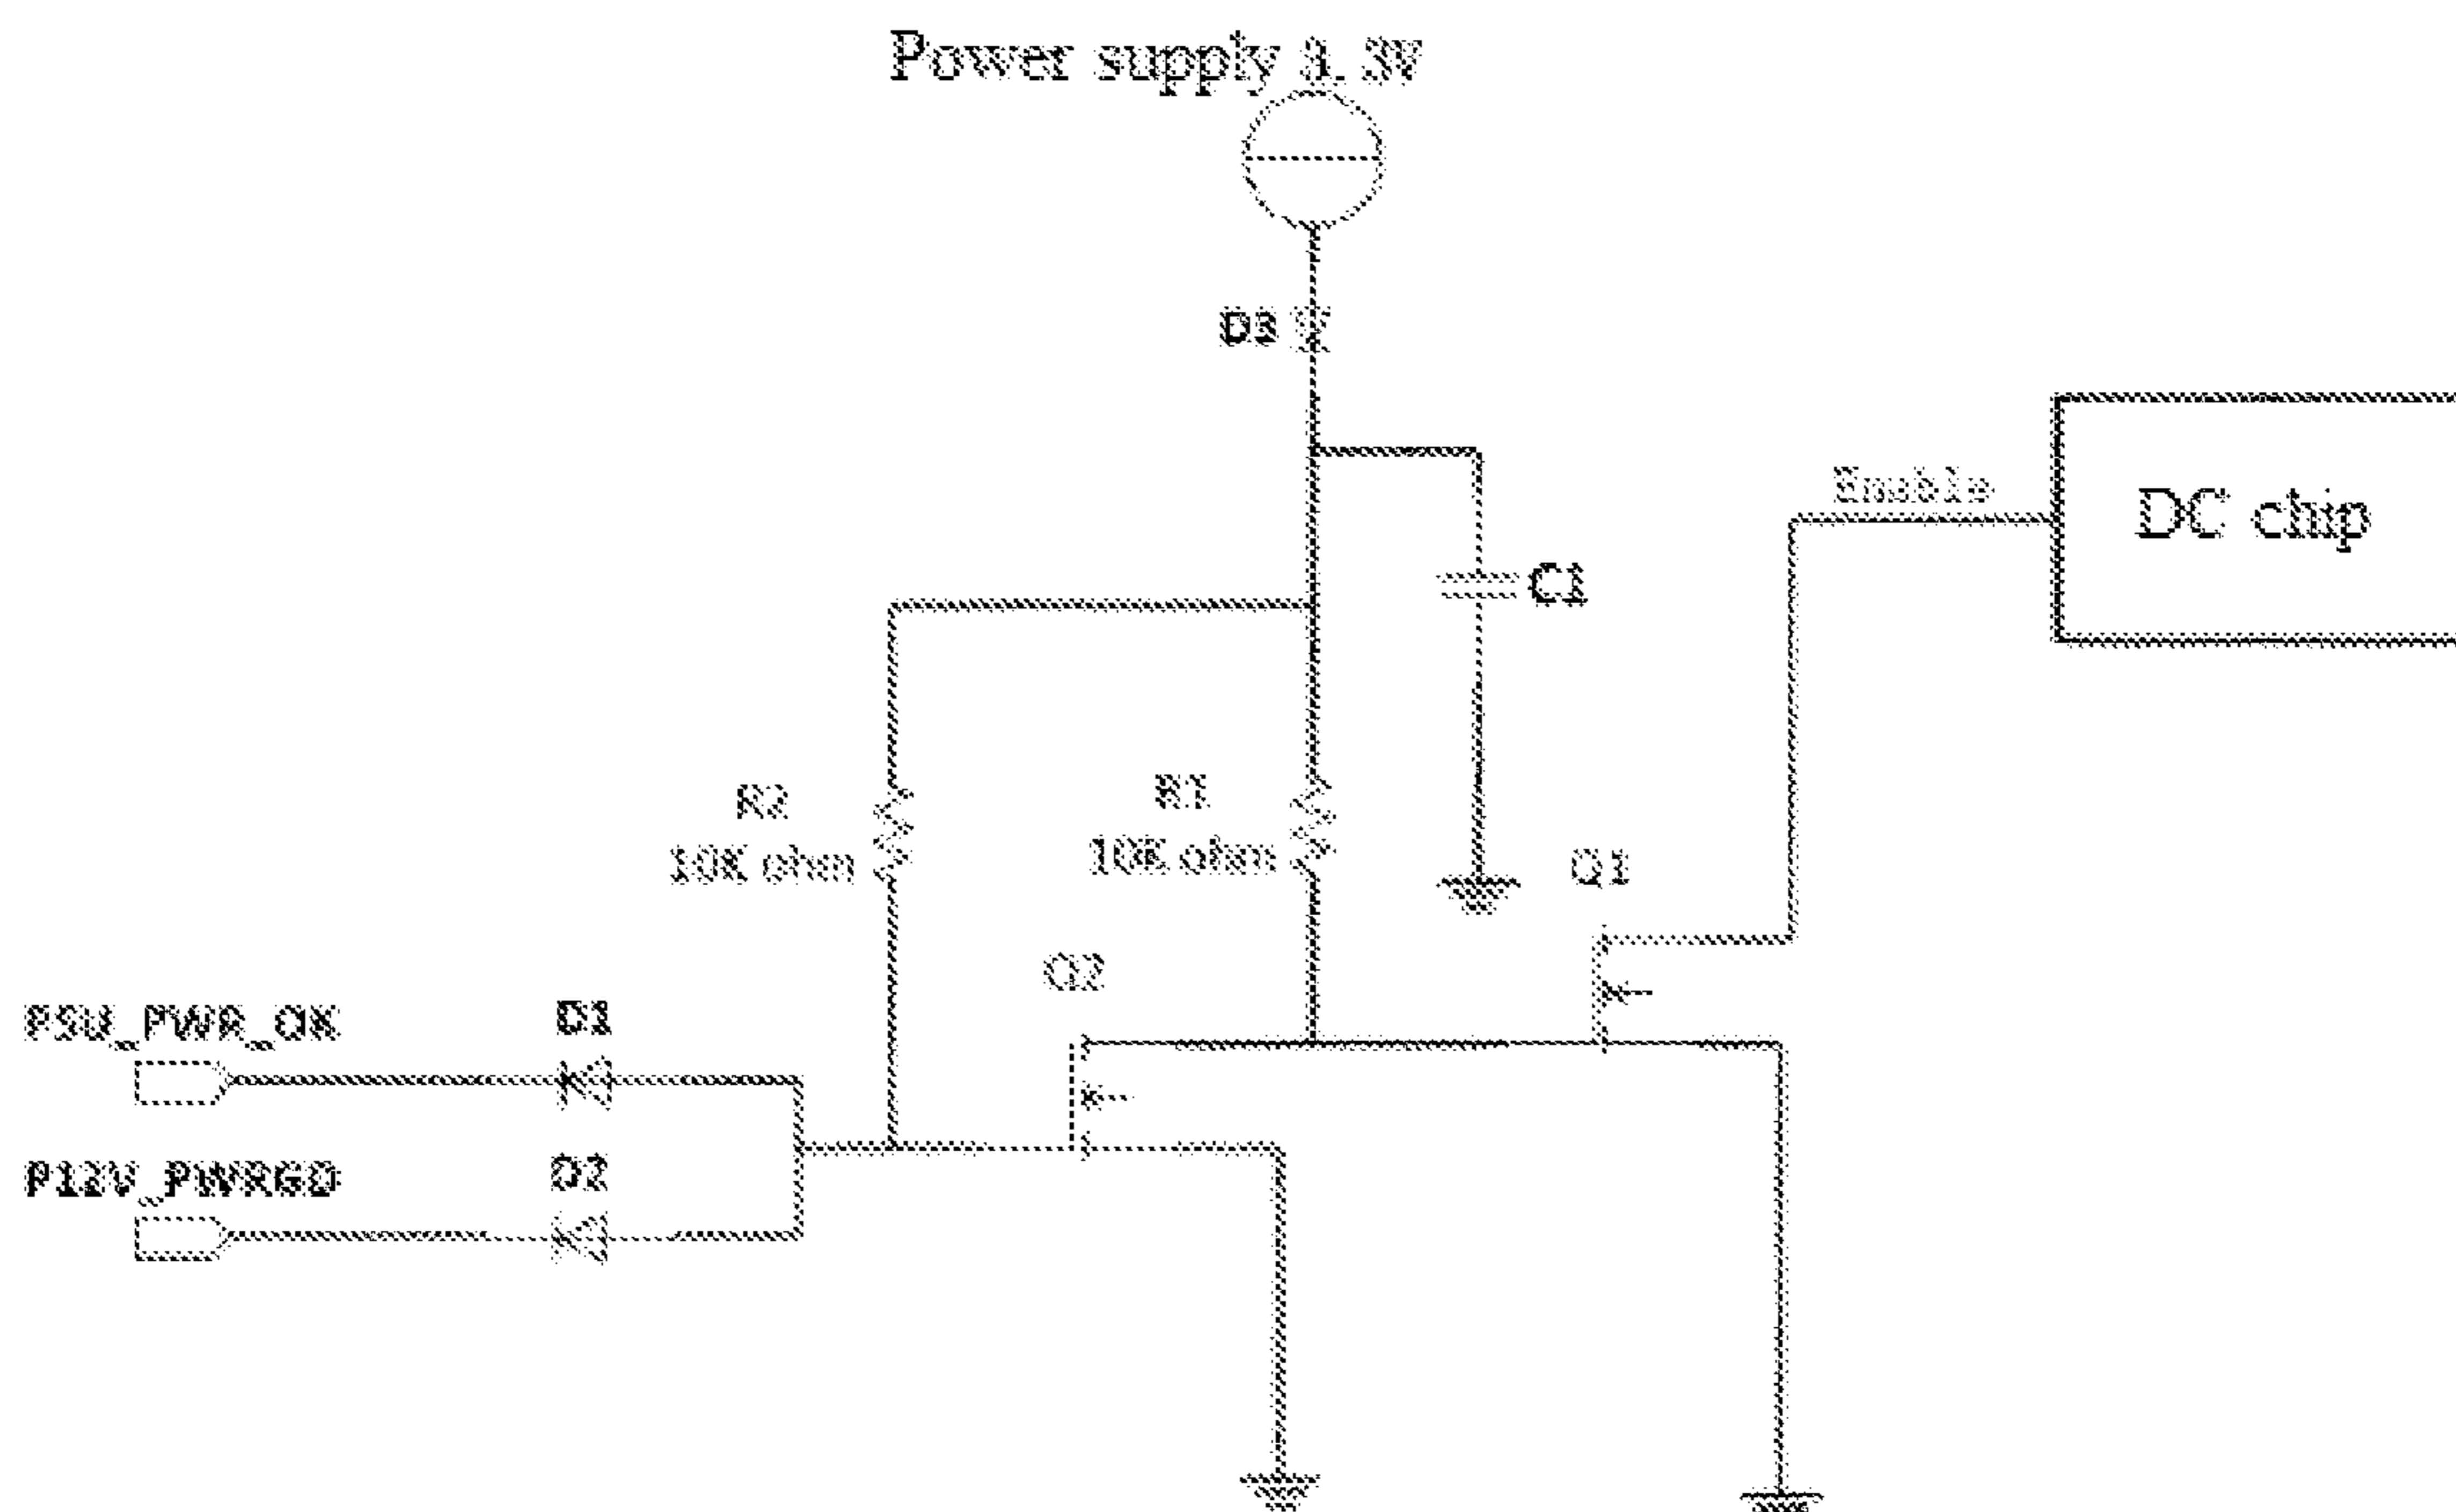 Power supply 3.3V
D3
Enable
DC chip
C1
R2
10K ohm
R1
10K ohm
Q1
Q2
PSU_PWR_OK
D1
P12V_PWRGD
D2